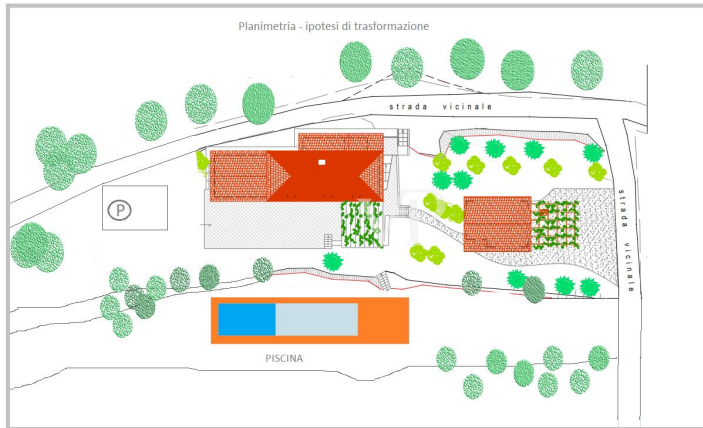 Planimetria - ipotesi di trasformazione
strada vicinale
P
strada vicinale
PISCINA